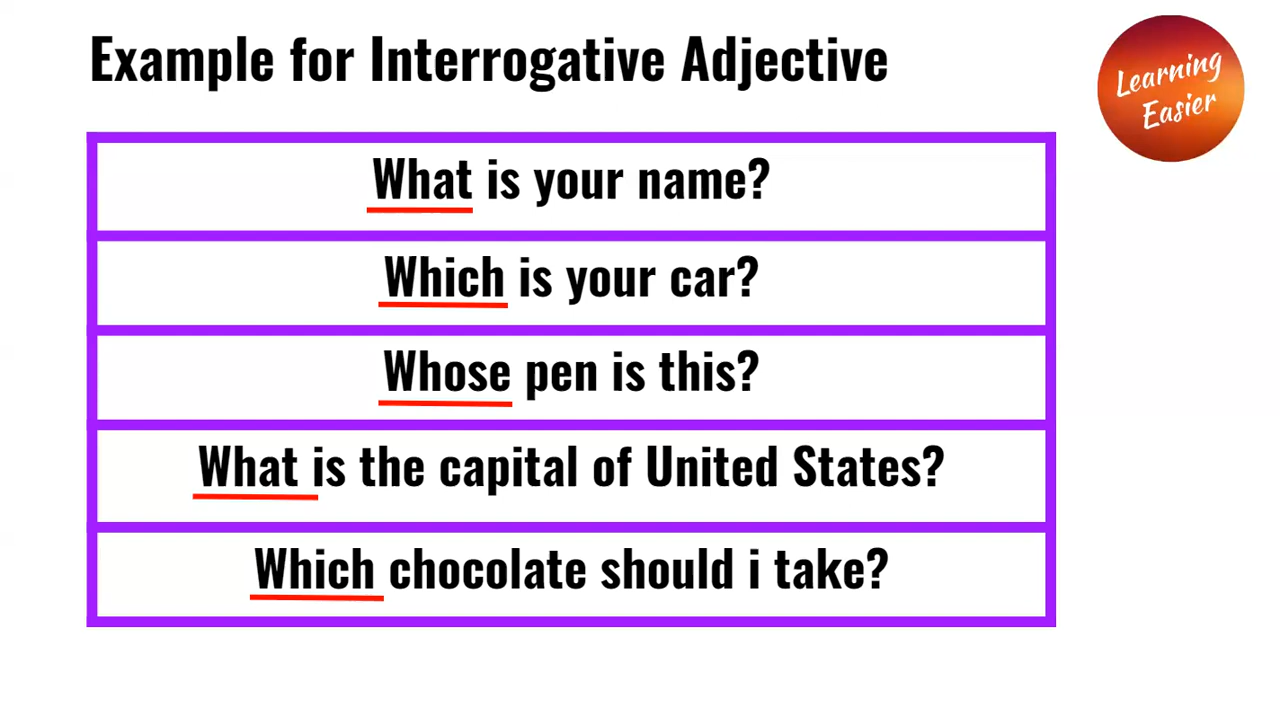 Example for Interrogative Adjective
Learning
Easier
What is your name?
Which is your car?
Whose pen is this?
What is the capital of United States?
Which chocolate should i take?